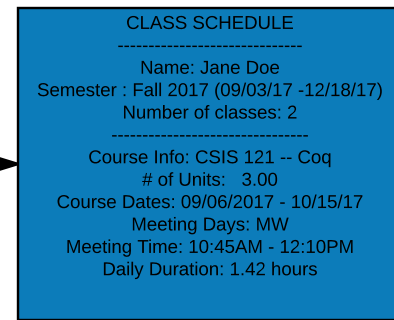 CLASS SCHEDULE
------------------------------
Name: Jane Doe
Semester : Fall 2017 (09/03/17 -12/18/17)
Number of classes: 2
--------------------------------
Course Info: CSIS 121 -- Coq
# of Units:   3.00
Course Dates: 09/06/2017 - 10/15/17
Meeting Days: MW
Meeting Time: 10:45AM - 12:10PM
Daily Duration: 1.42 hours